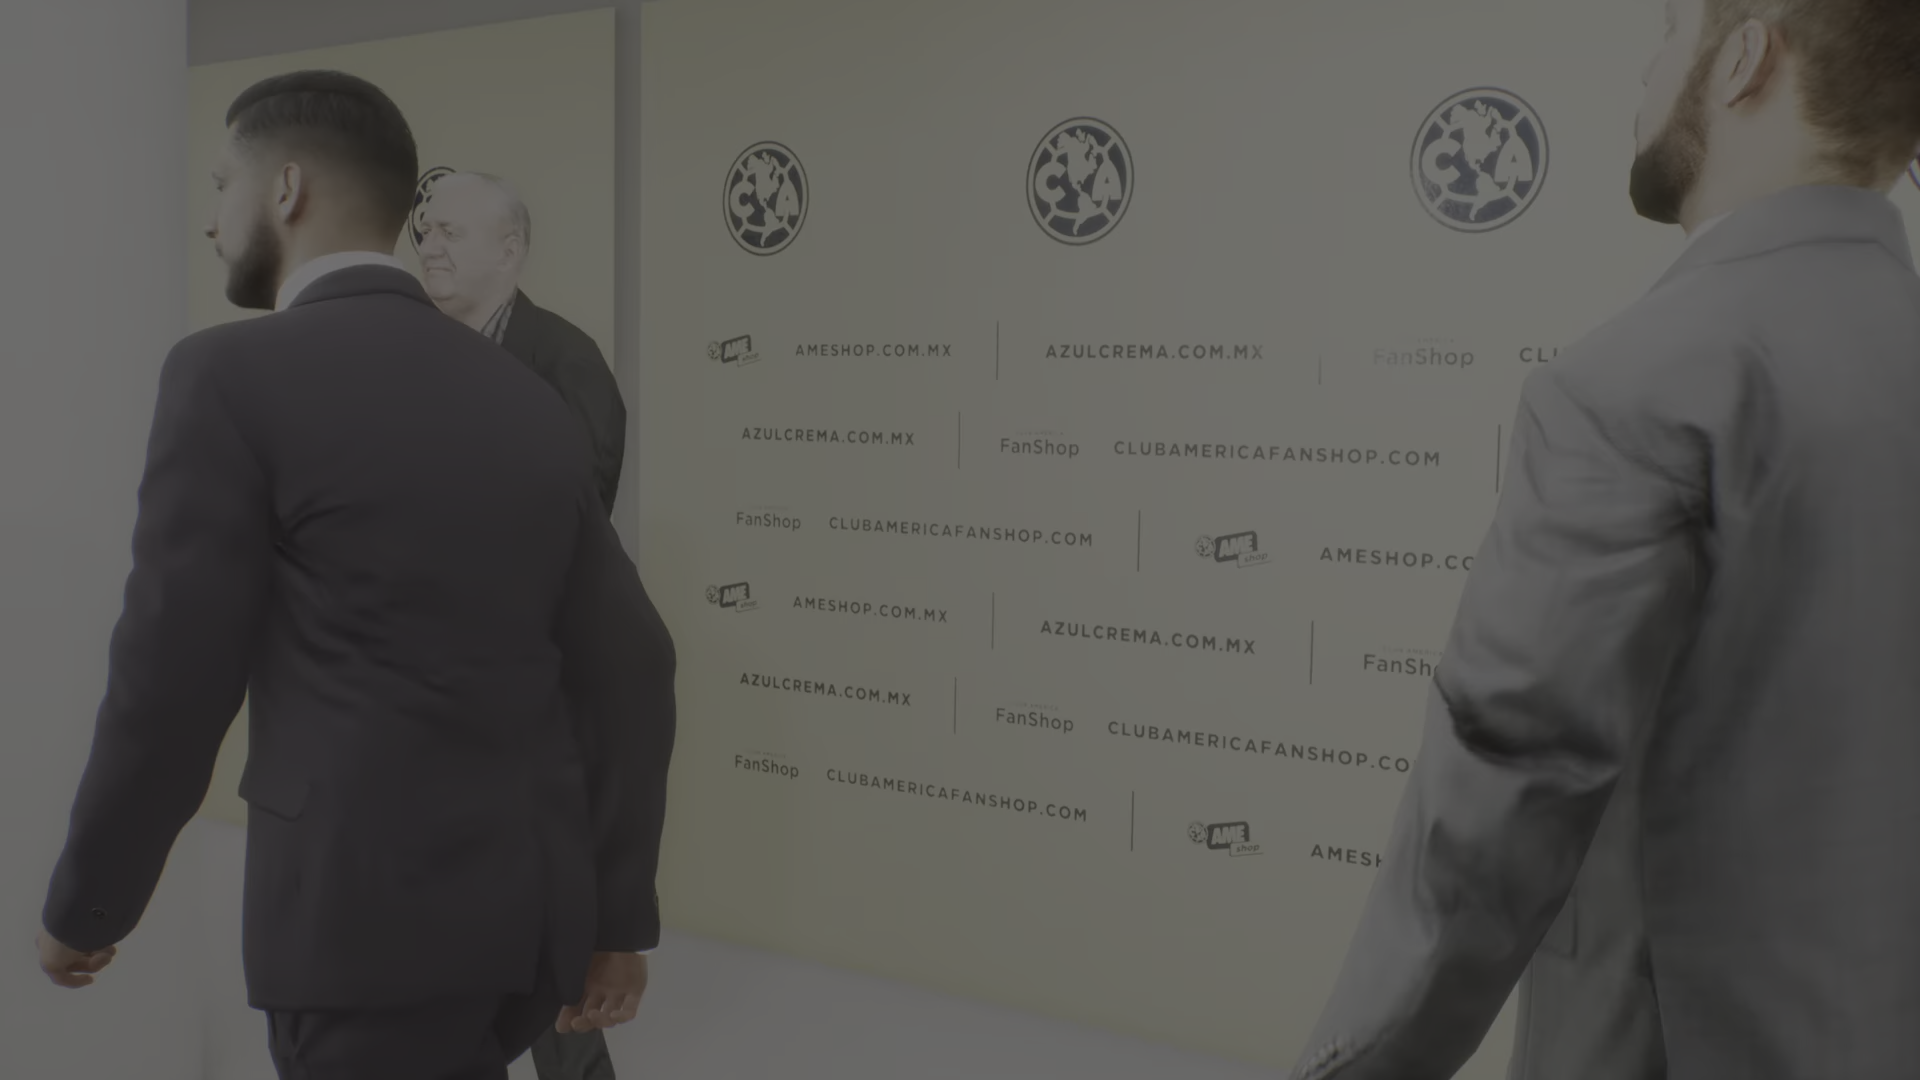 CA CA CA
AME shop AMESHOP.COM.MX AZULCREMA.COM.MX FanShop
AZULCREMA.COM.MX FanShop CLUBAMERICAFANSHOP.COM
FanShop CLUBAMERICAFANSHOP.COM AME shop
AME shop AMESHOP.COM.MX AZULCREMA.COM.MX
AZULCREMA.COM.MX FanShop
FanShop CLUBAMERICAFANSHOP.COM AME shop